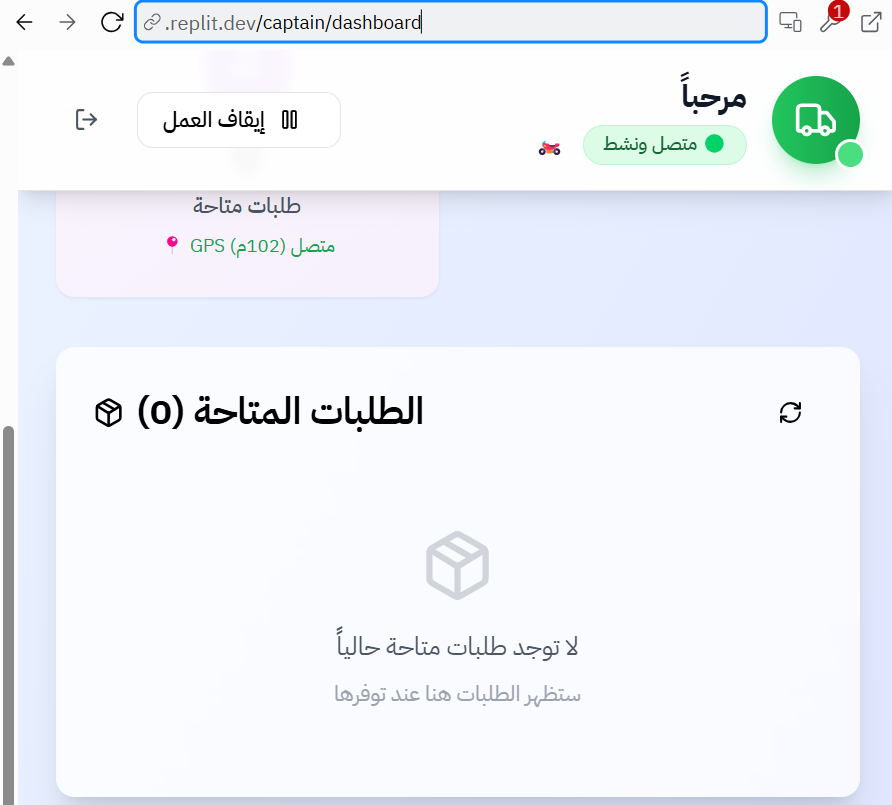 .replit.dev/captain/dashboard
1
مرحباً
متصل ونشط
إيقاف العمل
طلبات متاحة
متصل (102م) GPS
الطلبات المتاحة (0)
لا توجد طلبات متاحة حالياً
ستظهر الطلبات هنا عند توفرها